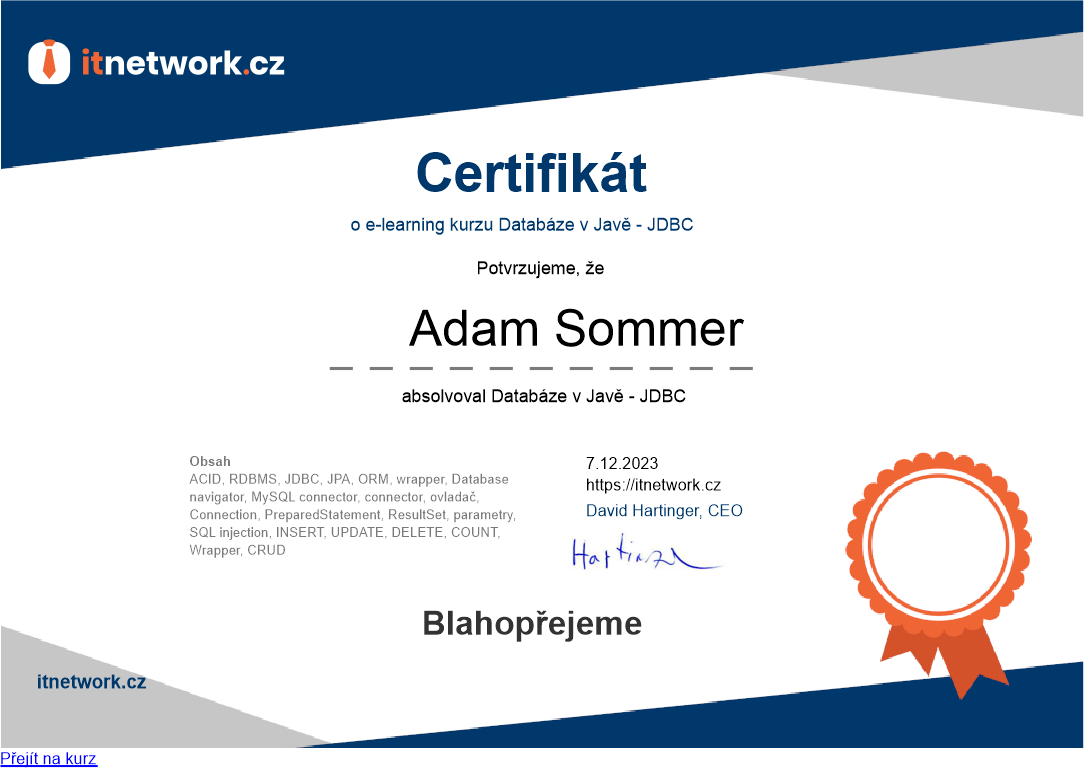 itnetwork.cz
Certifikát
o e-learning kurzu Databáze v Javě - JDBC
Potvrzujeme, že
Adam Sommer
absolvoval Databáze v Javě - JDBC
Obsah
ACID, RDBMS, JDBC, JPA, ORM, wrapper, Database
navigator, MySQL connector, connector, ovladač,
Connection, PreparedStatement, ResultSet, parametry,
SQL injection, INSERT, UPDATE, DELETE, COUNT,
Wrapper, CRUD
7.12.2023
https://itnetwork.cz
David Hartinger, CEO
Blahopřejeme
itnetwork.cz
Přejít na kurz